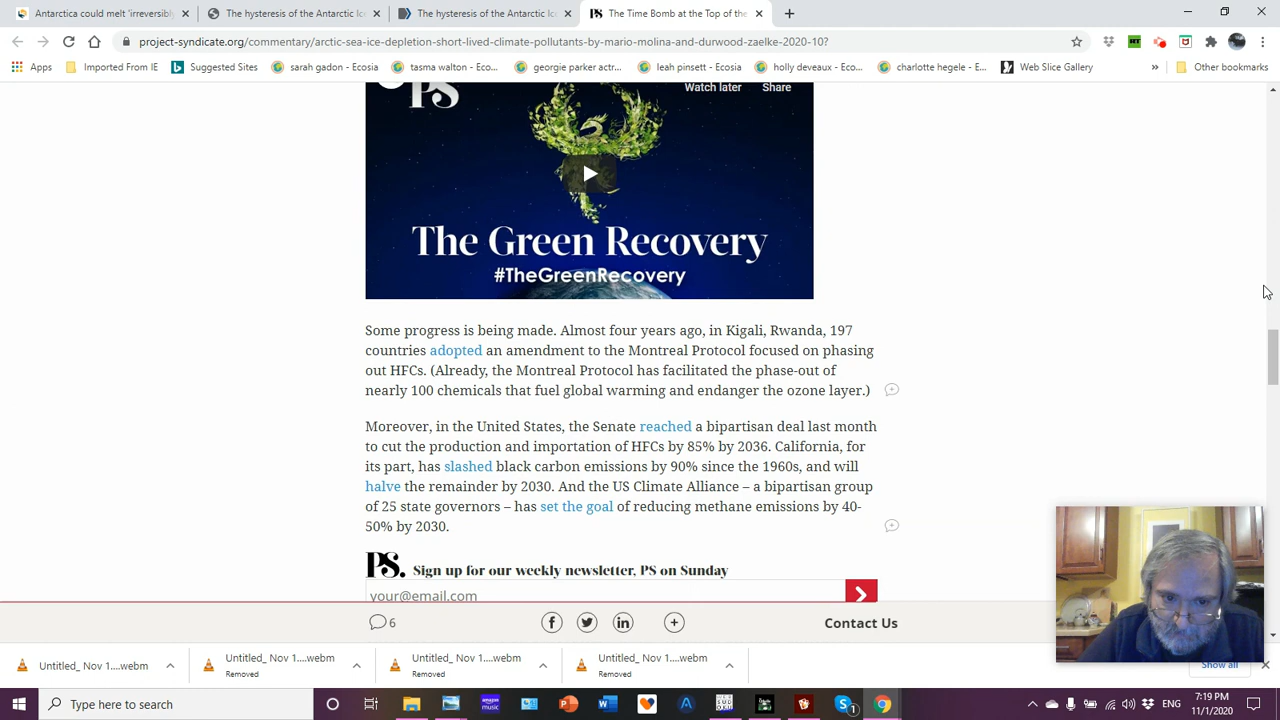 Antarctica could melt 'irreversibly
The hysteresis of the Antarctic Ic
The hysteresis of the Antarctic Ic
PS The Time Bomb at the Top of the
project-syndicate.org/commentary/arctic-sea-ice-depletion-short-lived-climate-pollutants-by-mario-molina-and-durwood-zaelke-2020-10?
Apps Imported From IE Suggested Sites sarah gadon - Ecosia tasma walton - Eco... georgie parker actr... leah pinsett - Ecosia holly deveaux - Eco... charlotte hegele - E... Web Slice Gallery » Other bookmarks
PS Watch later Share
The Green Recovery
#TheGreenRecovery
Some progress is being made. Almost four years ago, in Kigali, Rwanda, 197
countries adopted an amendment to the Montreal Protocol focused on phasing
out HFCs. (Already, the Montreal Protocol has facilitated the phase-out of
nearly 100 chemicals that fuel global warming and endanger the ozone layer.)
Moreover, in the United States, the Senate reached a bipartisan deal last month
to cut the production and importation of HFCs by 85% by 2036. California, for
its part, has slashed black carbon emissions by 90% since the 1960s, and will
halve the remainder by 2030. And the US Climate Alliance – a bipartisan group
of 25 state governors – has set the goal of reducing methane emissions by 40-
50% by 2030.
PS. Sign up for our weekly newsletter, PS on Sunday
your@email.com
6 Contact Us
Untitled_ Nov 1....webm Untitled_ Nov 1....webm Untitled_ Nov 1....webm Untitled_ Nov 1....webm Show all
Removed Removed Removed
Type here to search
7:19 PM
11/1/2020